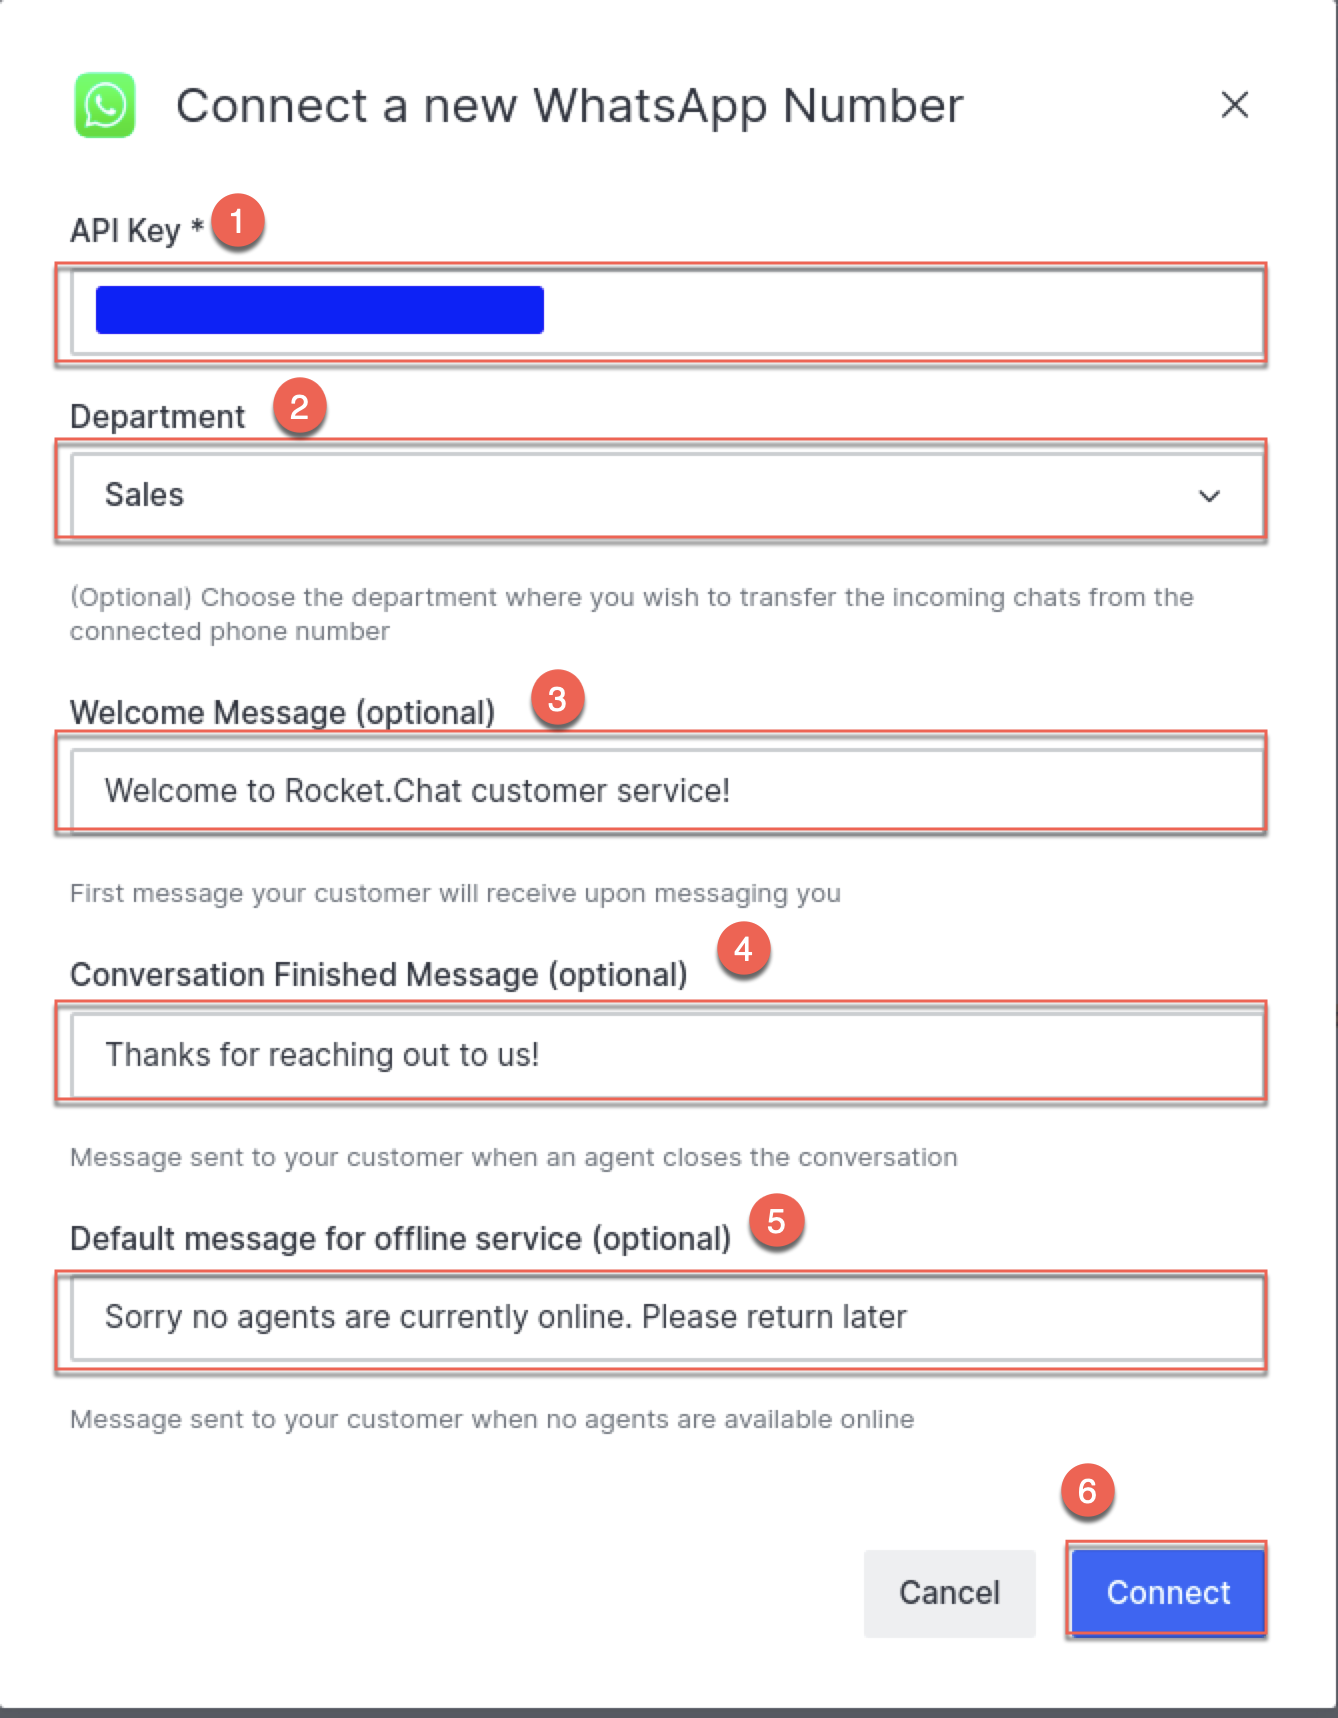 Connect a new WhatsApp Number
API Key * 1
Department 2
Sales
(Optional) Choose the department where you wish to transfer the incoming chats from the
connected phone number
Welcome Message (optional) 3
Welcome to Rocket.Chat customer service!
First message your customer will receive upon messaging you
Conversation Finished Message (optional) 4
Thanks for reaching out to us!
Message sent to your customer when an agent closes the conversation
Default message for offline service (optional) 5
Sorry no agents are currently online. Please return later
Message sent to your customer when no agents are available online
6
Cancel Connect